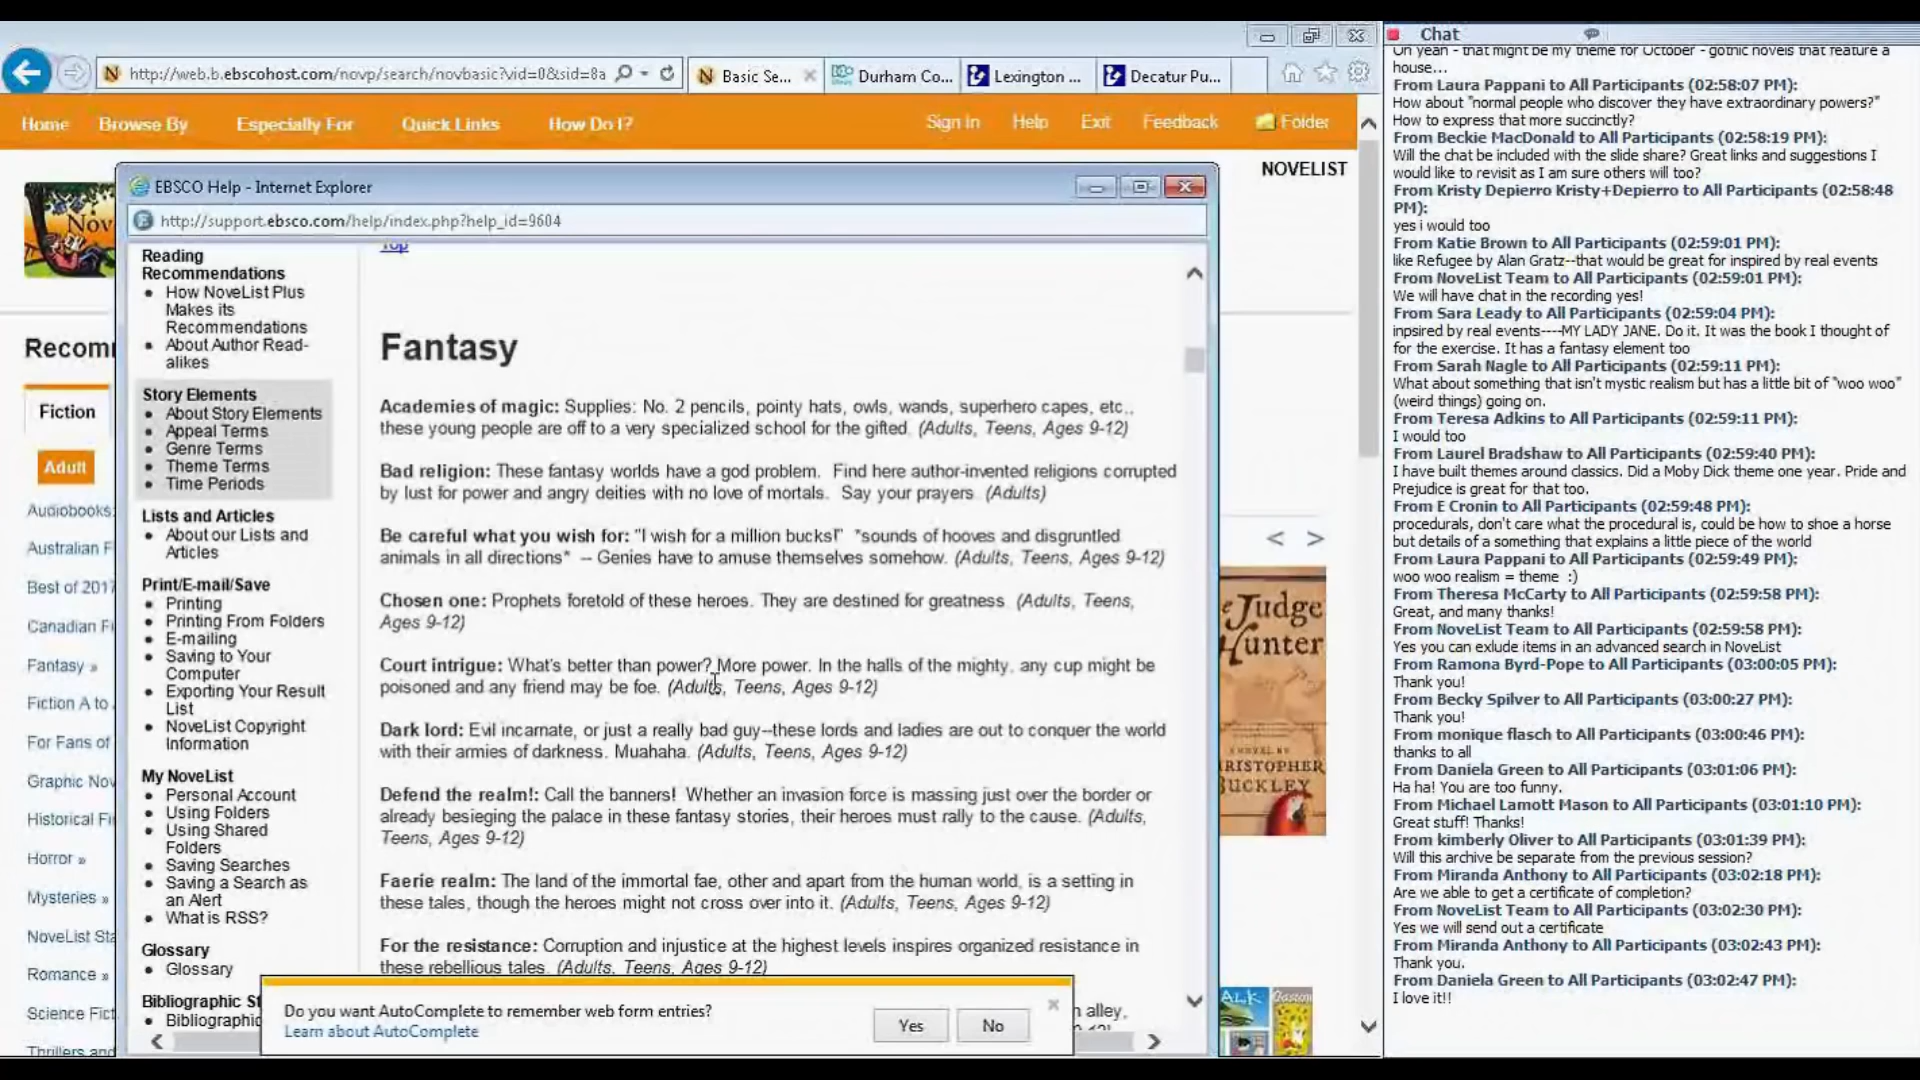 http://web.b.ebscohost.com/novp/search/novbasic?vid=0&sid=8a
Basic Se...
Durham Co...
Lexington ...
Decatur Pu...
Home
Browse By
Especially For
Quick Links
How Do I?
Sign In
Help
Exit
Feedback
Folder
NOVELIST
Nov
Recom
Fiction
Adult
Audiobooks:
Australian F
Best of 2017
Canadian Fi
Fantasy »
Fiction A to
For Fans of
Graphic Nov
Historical Fi
Horror »
Mysteries »
NoveList Sta
Romance »
Science Fict
Thrillers and
EBSCO Help - Internet Explorer
http://support.ebsco.com/help/index.php?help_id=9604
Reading
Recommendations
How NoveList Plus
Makes its
Recommendations
About Author Read-
alikes
Story Elements
About Story Elements
Appeal Terms
Genre Terms
Theme Terms
Time Periods
Lists and Articles
About our Lists and
Articles
Print/E-mail/Save
Printing
Printing From Folders
E-mailing
Saving to Your
Computer
Exporting Your Result
List
NoveList Copyright
Information
My NoveList
Personal Account
Using Folders
Using Shared
Folders
Saving Searches
Saving a Search as
an Alert
What is RSS?
Glossary
Glossary
Bibliographic St
Bibliographic
Top
Fantasy
Academies of magic: Supplies: No. 2 pencils, pointy hats, owls, wands, superhero capes, etc.,
these young people are off to a very specialized school for the gifted. (Adults, Teens, Ages 9-12)
Bad religion: These fantasy worlds have a god problem. Find here author-invented religions corrupted
by lust for power and angry deities with no love of mortals. Say your prayers. (Adults)
Be careful what you wish for: "I wish for a million bucks!" *sounds of hooves and disgruntled
animals in all directions* -- Genies have to amuse themselves somehow. (Adults, Teens, Ages 9-12)
Chosen one: Prophets foretold of these heroes. They are destined for greatness. (Adults, Teens,
Ages 9-12)
Court intrigue: What's better than power? More power. In the halls of the mighty, any cup might be
poisoned and any friend may be foe. (Adults, Teens, Ages 9-12)
Dark lord: Evil incarnate, or just a really bad guy--these lords and ladies are out to conquer the world
with their armies of darkness. Muahaha. (Adults, Teens, Ages 9-12)
Defend the realm!: Call the banners! Whether an invasion force is massing just over the border or
already besieging the palace in these fantasy stories, their heroes must rally to the cause. (Adults,
Teens, Ages 9-12)
Faerie realm: The land of the immortal fae, other and apart from the human world, is a setting in
these tales, though the heroes might not cross over into it. (Adults, Teens, Ages 9-12)
For the resistance: Corruption and injustice at the highest levels inspires organized resistance in
these rebellious tales. (Adults, Teens, Ages 9-12)
n alley,
Do you want AutoComplete to remember web form entries?
Learn about AutoComplete
Yes
No
e Judge
Hunter
A NOVEL BY
RISTOPHER
BUCKLEY
ALK
Chat
Oh yeah - that might be my theme for October - gothic novels that feature a
house...
From Laura Pappani to All Participants (02:58:07 PM):
How about "normal people who discover they have extraordinary powers?"
How to express that more succinctly?
From Beckie MacDonald to All Participants (02:58:19 PM):
Will the chat be included with the slide share? Great links and suggestions I
would like to revisit as I am sure others will too?
From Kristy Depierro Kristy+Depierro to All Participants (02:58:48
PM):
yes i would too
From Katie Brown to All Participants (02:59:01 PM):
like Refugee by Alan Gratz--that would be great for inspired by real events
From NoveList Team to All Participants (02:59:01 PM):
We will have chat in the recording yes!
From Sara Leady to All Participants (02:59:04 PM):
inpsired by real events----MY LADY JANE. Do it. It was the book I thought of
for the exercise. It has a fantasy element too
From Sarah Nagle to All Participants (02:59:11 PM):
What about something that isn't mystic realism but has a little bit of "woo woo"
(weird things) going on.
From Teresa Adkins to All Participants (02:59:11 PM):
I would too
From Laurel Bradshaw to All Participants (02:59:40 PM):
I have built themes around classics. Did a Moby Dick theme one year. Pride and
Prejudice is great for that too.
From E Cronin to All Participants (02:59:48 PM):
procedurals, don't care what the procedural is, could be how to shoe a horse
but details of a something that explains a little piece of the world
From Laura Pappani to All Participants (02:59:49 PM):
woo woo realism = theme :)
From Theresa McCarty to All Participants (02:59:58 PM):
Great, and many thanks!
From NoveList Team to All Participants (02:59:58 PM):
Yes you can exlude items in an advanced search in NoveList
From Ramona Byrd-Pope to All Participants (03:00:05 PM):
Thank you!
From Becky Spilver to All Participants (03:00:27 PM):
Thank you!
From monique flasch to All Participants (03:00:46 PM):
thanks to all
From Daniela Green to All Participants (03:01:06 PM):
Ha ha! You are too funny.
From Michael Lamott Mason to All Participants (03:01:10 PM):
Great stuff! Thanks!
From kimberly Oliver to All Participants (03:01:39 PM):
Will this archive be separate from the previous session?
From Miranda Anthony to All Participants (03:02:18 PM):
Are we able to get a certificate of completion?
From NoveList Team to All Participants (03:02:30 PM):
Yes we will send out a certificate
From Miranda Anthony to All Participants (03:02:43 PM):
Thank you.
From Daniela Green to All Participants (03:02:47 PM):
I love it!!